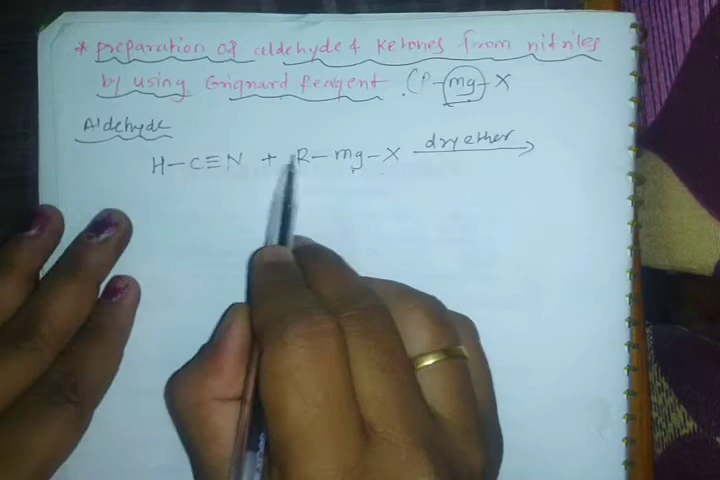 * preparation of aldehyde & Ketones from nitriles
by using Grignard Reagent. (R-mg-X
Aldehyde
H-C≡N + R-mg-X dry ether →